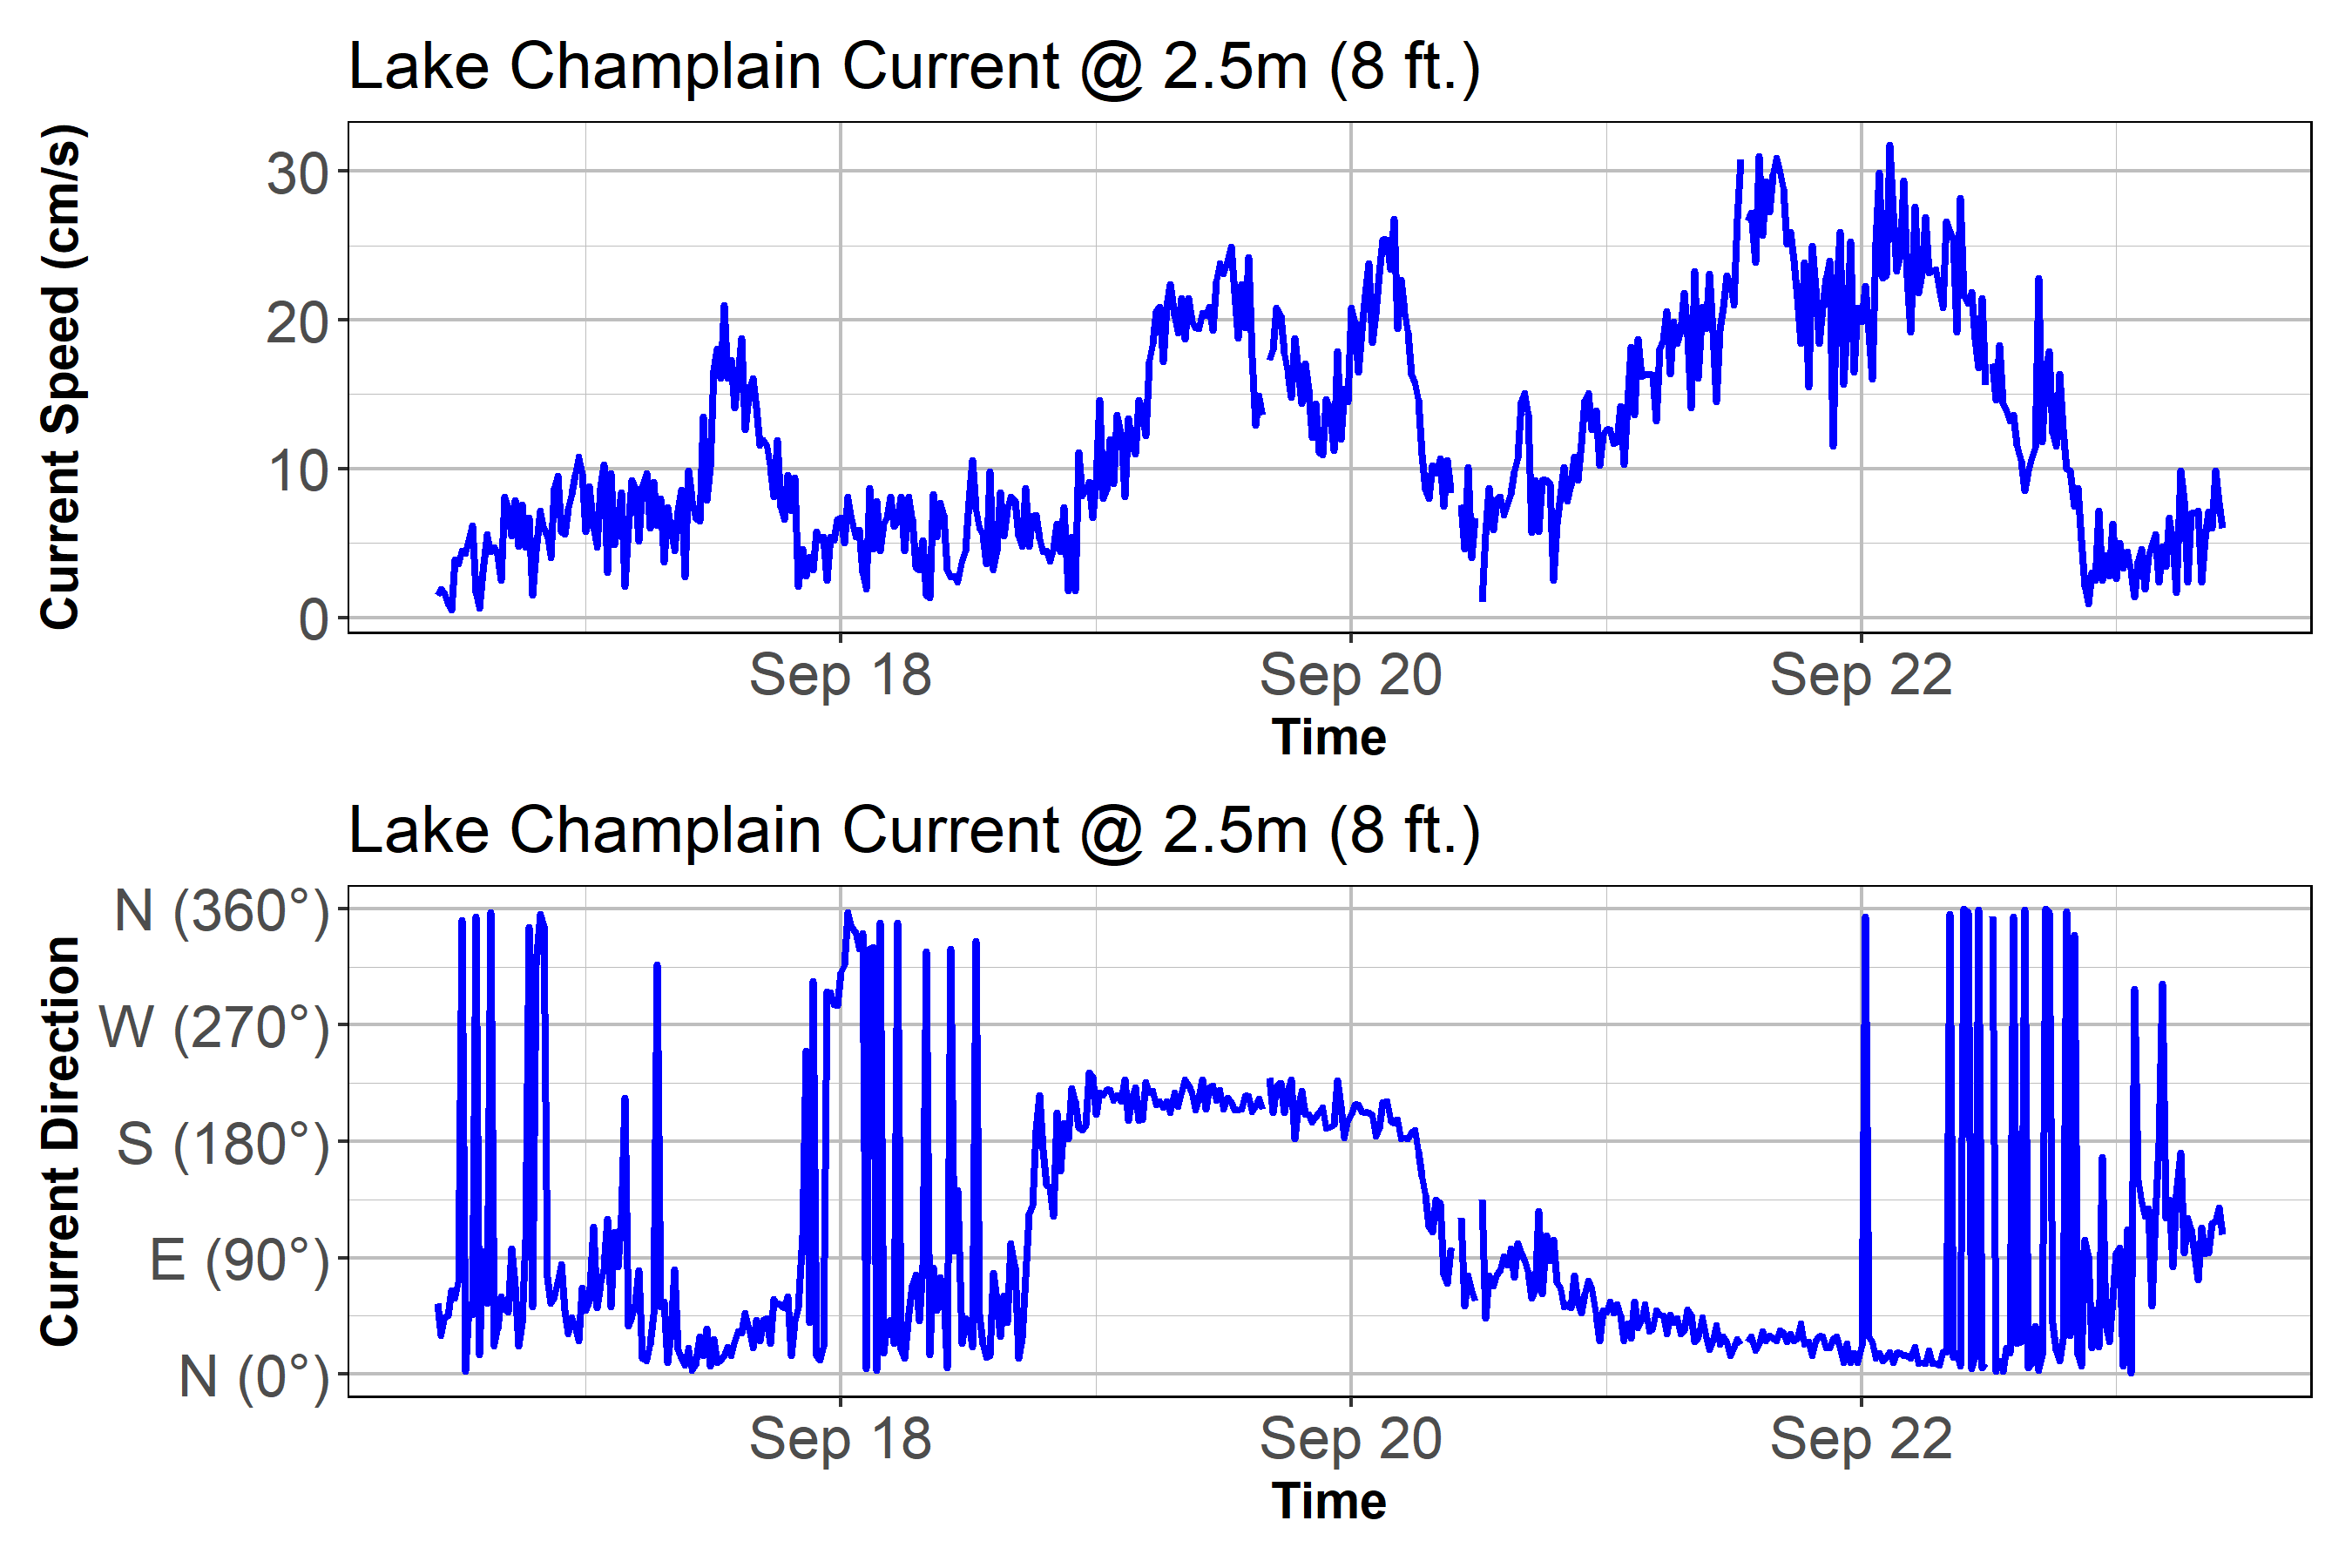 Lake Champlain Current @ 2.5m (8 ft.)
Current Speed (cm/s)
30
20
10
0
Sep 18 Sep 20 Sep 22
Time
Lake Champlain Current @ 2.5m (8 ft.)
Current Direction
N (360°)
W (270°)
S (180°)
E (90°)
N (0°)
Sep 18 Sep 20 Sep 22
Time